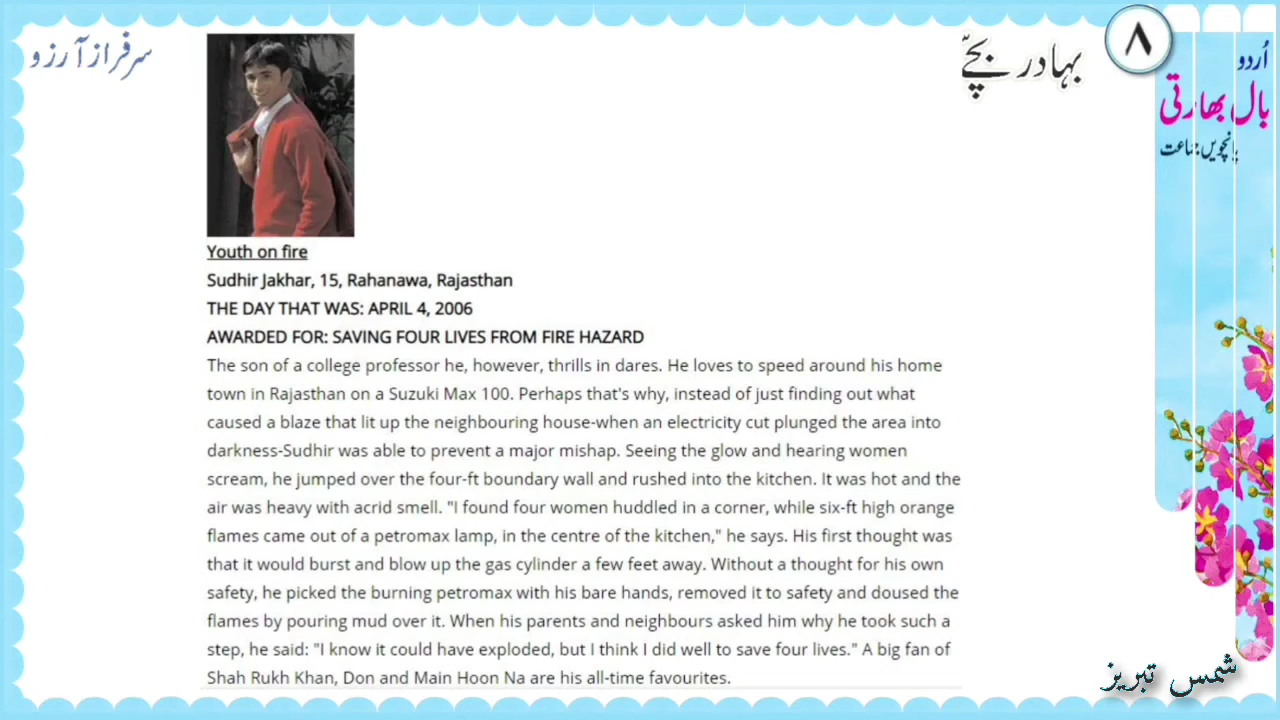 سرفراز آرزو
بہادر بچّے
۸
اُردو
بال بھارتی
پانچویں جماعت
Youth on fire
Sudhir Jakhar, 15, Rahanawa, Rajasthan
THE DAY THAT WAS: APRIL 4, 2006
AWARDED FOR: SAVING FOUR LIVES FROM FIRE HAZARD
The son of a college professor he, however, thrills in dares. He loves to speed around his home
town in Rajasthan on a Suzuki Max 100. Perhaps that's why, instead of just finding out what
caused a blaze that lit up the neighbouring house-when an electricity cut plunged the area into
darkness-Sudhir was able to prevent a major mishap. Seeing the glow and hearing women
scream, he jumped over the four-ft boundary wall and rushed into the kitchen. It was hot and the
air was heavy with acrid smell. "I found four women huddled in a corner, while six-ft high orange
flames came out of a petromax lamp, in the centre of the kitchen," he says. His first thought was
that it would burst and blow up the gas cylinder a few feet away. Without a thought for his own
safety, he picked the burning petromax with his bare hands, removed it to safety and doused the
flames by pouring mud over it. When his parents and neighbours asked him why he took such a
step, he said: "I know it could have exploded, but I think I did well to save four lives." A big fan of
Shah Rukh Khan, Don and Main Hoon Na are his all-time favourites.
شمس تبریز